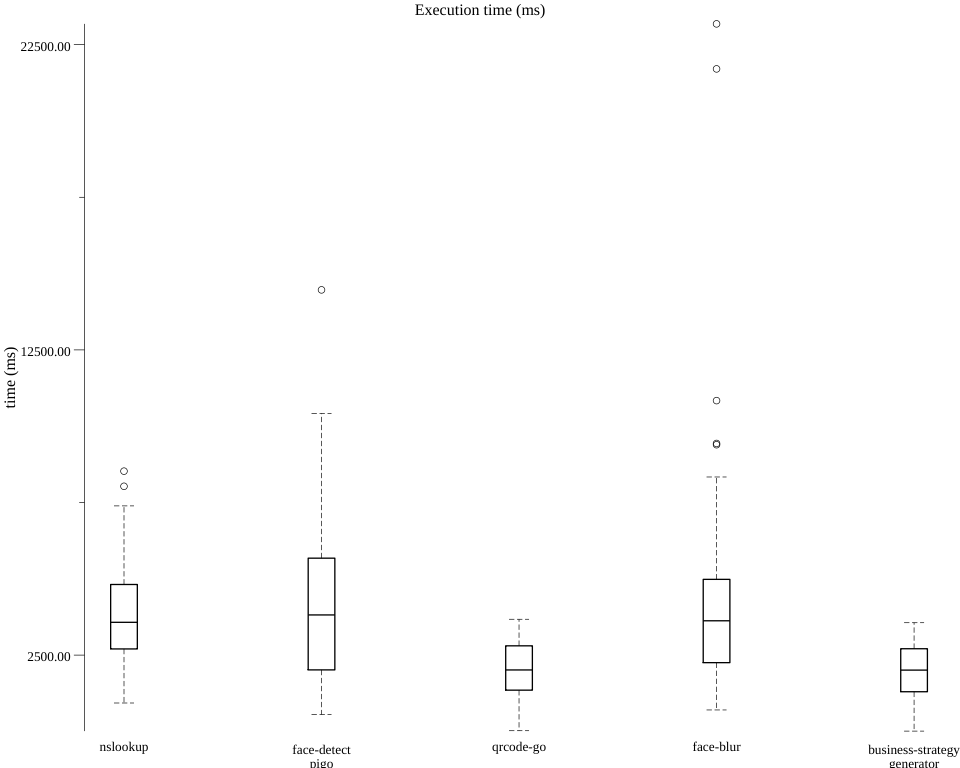 Execution time (ms)
22500.00
12500.00
time (ms)
2500.00
nslookup
face-detect
pigo
qrcode-go
face-blur
business-strategy
generator